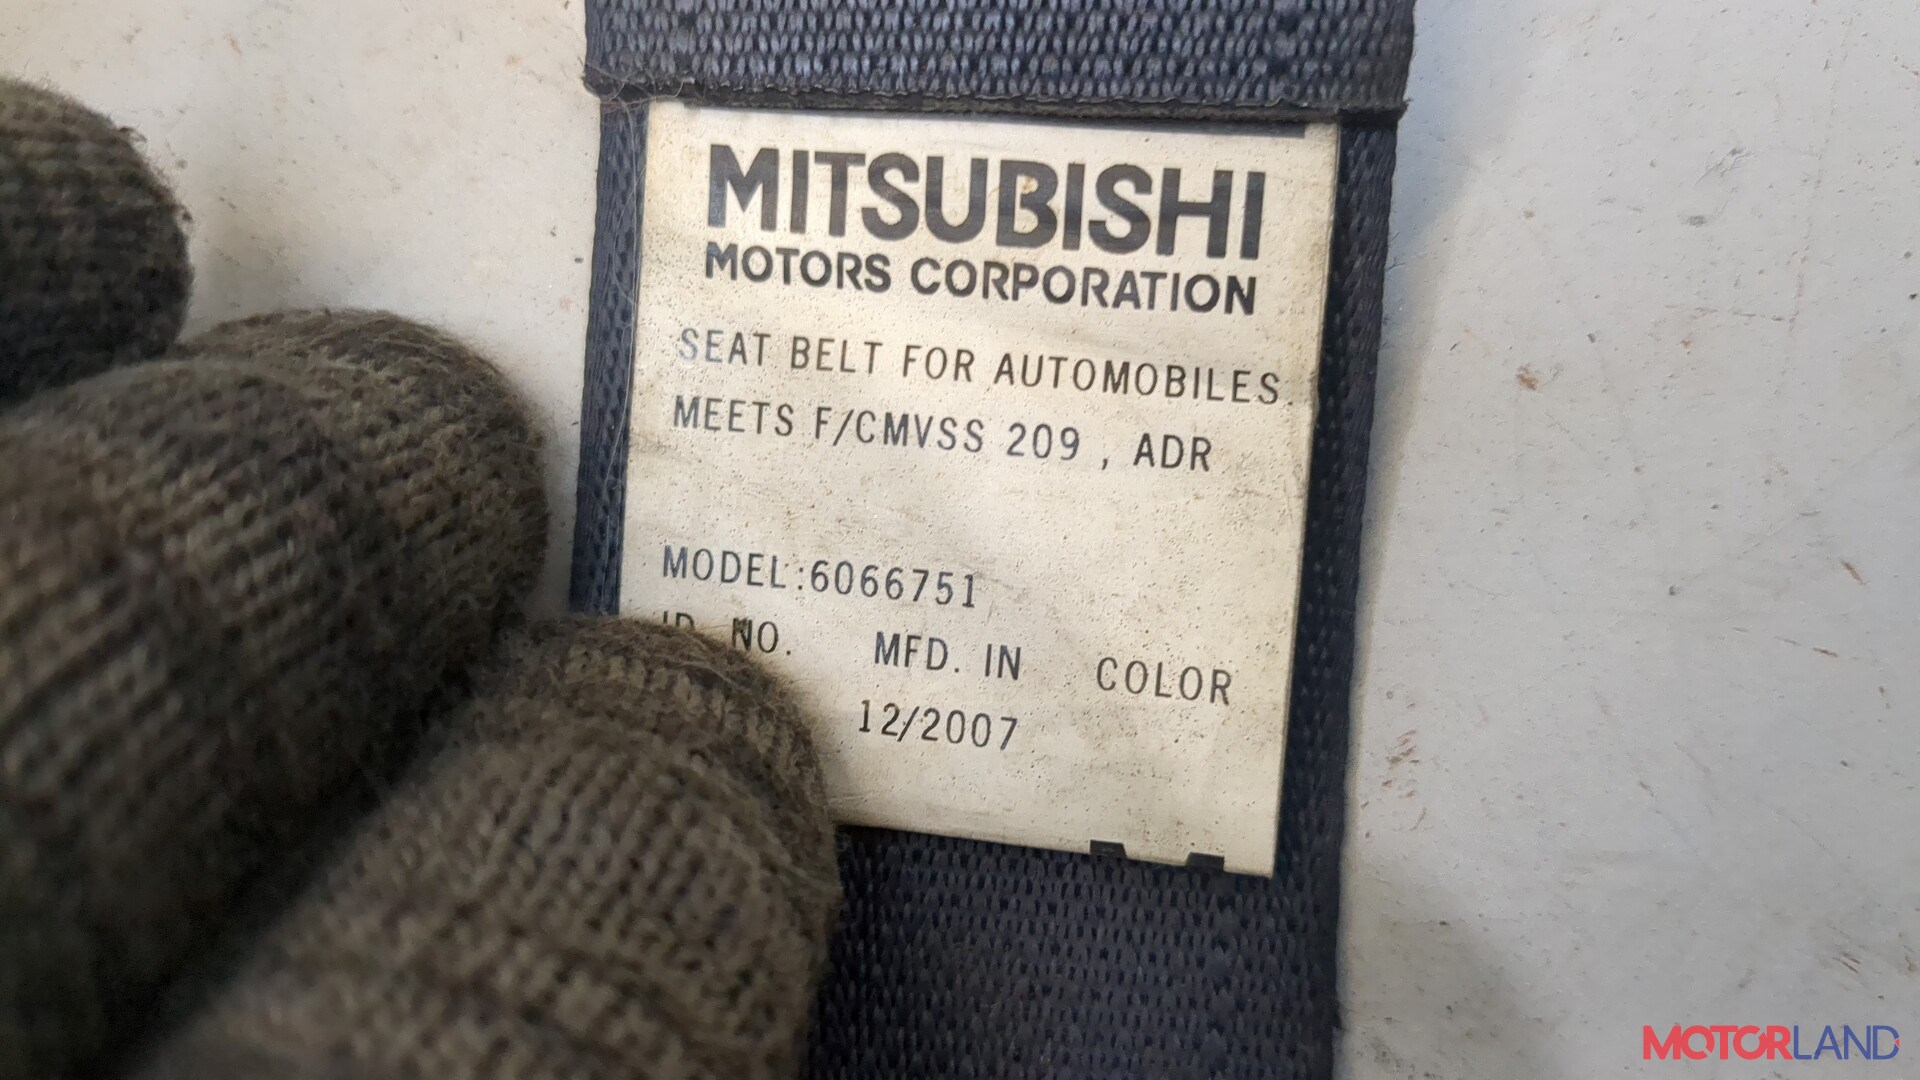 MITSUBISHI
MOTORS CORPORATION
SEAT BELT FOR AUTOMOBILES.
MEETS F/CMVSS 209 , ADR
MODEL:6066751
ID. NO. MFD. IN COLOR
12/2007
MOTORLAND